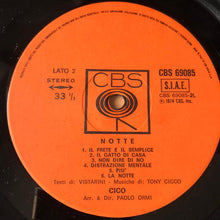 LATO 2
STEREO
33 ⅓
CBS
CBS 69085
S.I.A.E.
CBS 69085-2L
℗ 1974 CBS, Inc.
NOTTE
1. IL PRETE E IL SEMPLICE
2. IL GATTO DI CASA
3. NON DIRE DI NO
4. DISTRAZIONE MENTALE
5. PIU'
6. LA NOTTE
Testi di: VISTARINI - Musiche di: TONY CICCO
CICO
Arr. & Dir. PAOLO ORMI